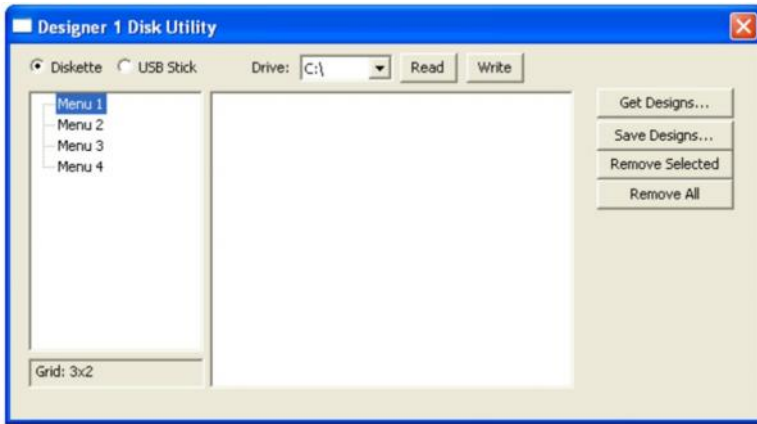 Designer 1 Disk Utility
Diskette USB Stick Drive: C:\ Read Write
Menu 1
Menu 2
Menu 3
Menu 4
Grid: 3x2
Get Designs...
Save Designs...
Remove Selected
Remove All